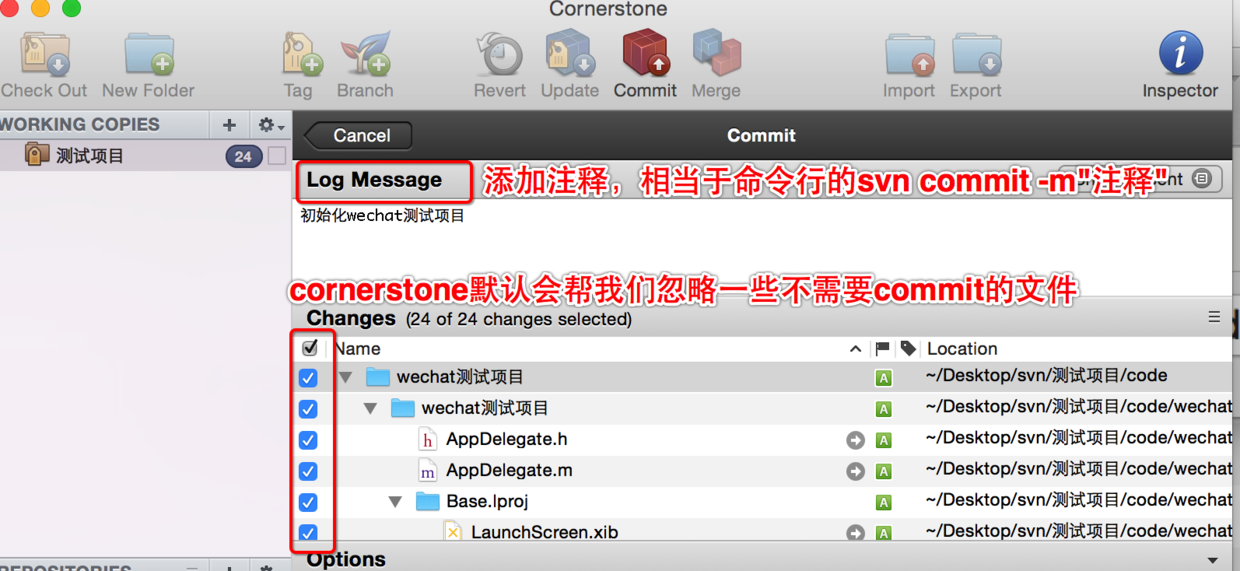 Cornerstone
Check Out New Folder Tag Branch Revert Update Commit Merge Import Export Inspector
WORKING COPIES
Cancel Commit
测试项目 24
Log Message 添加注释，相当于命令行的svn commit -m"注释"
初始化wechat测试项目
cornerstone默认会帮我们忽略一些不需要commit的文件
Changes (24 of 24 changes selected)
Name Location
wechat测试项目 A ~/Desktop/svn/测试项目/code
wechat测试项目 A ~/Desktop/svn/测试项目/code/wechat
h AppDelegate.h A ~/Desktop/svn/测试项目/code/wechat
m AppDelegate.m A ~/Desktop/svn/测试项目/code/wechat
Base.lproj A ~/Desktop/svn/测试项目/code/wechat
LaunchScreen.xib A ~/Desktop/svn/测试项目/code/wechat
Options
REPOSITORIES